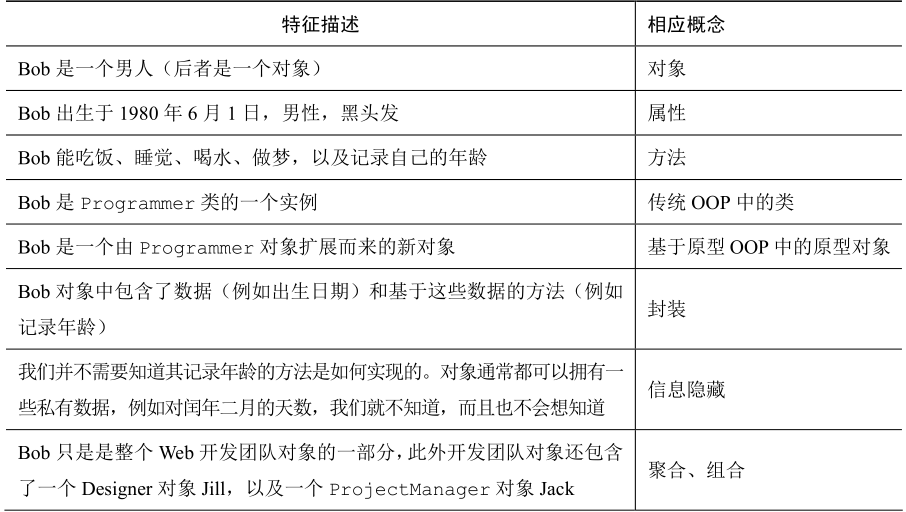 特征描述 相应概念
Bob 是一个男人（后者是一个对象） 对象
Bob 出生于 1980 年 6 月 1 日，男性，黑头发 属性
Bob 能吃饭、睡觉、喝水、做梦，以及记录自己的年龄 方法
Bob 是 Programmer 类的一个实例 传统 OOP 中的类
Bob 是一个由 Programmer 对象扩展而来的新对象 基于原型 OOP 中的原型对象
Bob 对象中包含了数据（例如出生日期）和基于这些数据的方法（例如
记录年龄） 封装
我们并不需要知道其记录年龄的方法是如何实现的。对象通常都可以拥有一
些私有数据，例如对闰年二月的天数，我们就不知道，而且也不会想知道 信息隐藏
Bob 只是是整个 Web 开发团队对象的一部分，此外开发团队对象还包含
了一个 Designer 对象 Jill，以及一个 ProjectManager 对象 Jack 聚合、组合